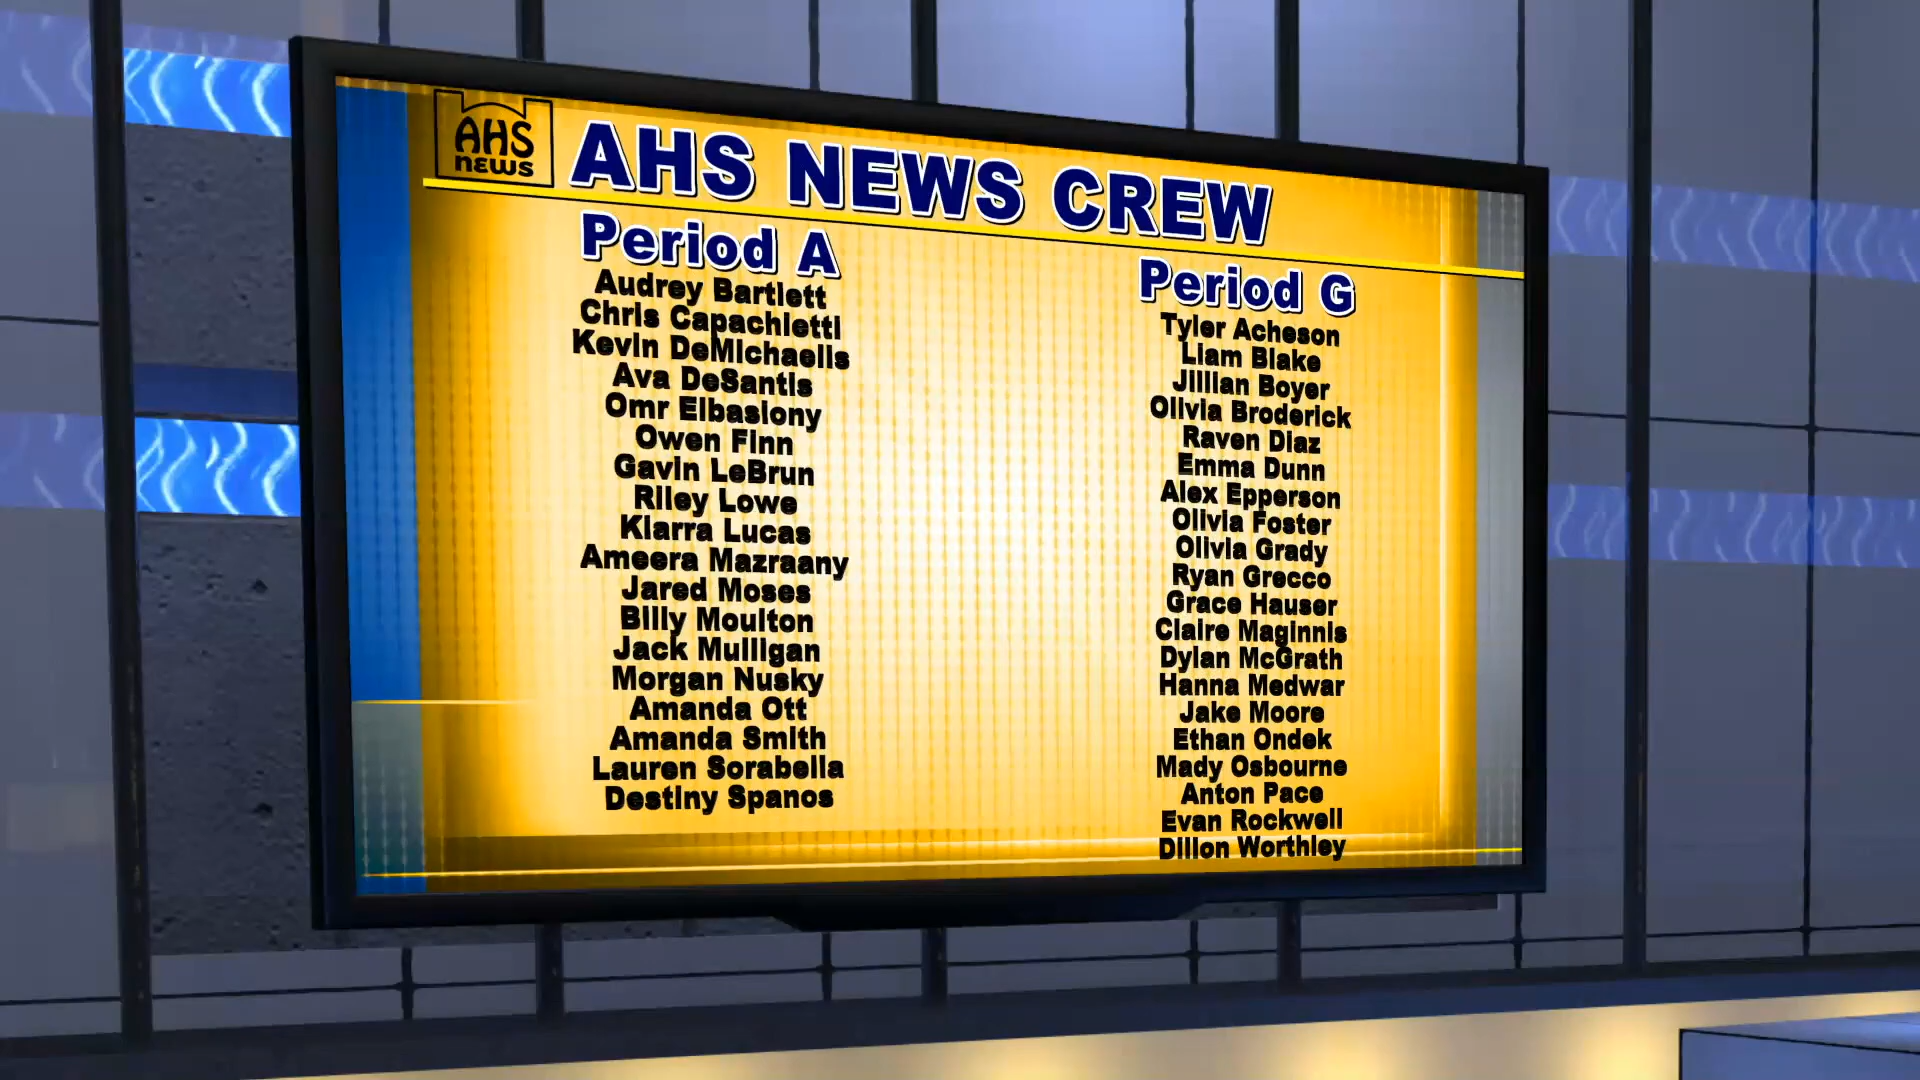 AHS
news
AHS NEWS CREW
Period A
Audrey Bartlett
Chris Capachietti
Kevin DeMichaelis
Ava DeSantis
Omr Elbasiony
Owen Finn
Gavin LeBrun
Riley Lowe
Kiarra Lucas
Ameera Mazraany
Jared Moses
Billy Moulton
Jack Mulligan
Morgan Nusky
Amanda Ott
Amanda Smith
Lauren Sorabella
Destiny Spanos
Period G
Tyler Acheson
Liam Blake
Jillian Boyer
Olivia Broderick
Raven Diaz
Emma Dunn
Alex Epperson
Olivia Foster
Olivia Grady
Ryan Grecco
Grace Hauser
Claire Maginnis
Dylan McGrath
Hanna Medwar
Jake Moore
Ethan Ondek
Mady Osbourne
Anton Pace
Evan Rockwell
Dillon Worthley